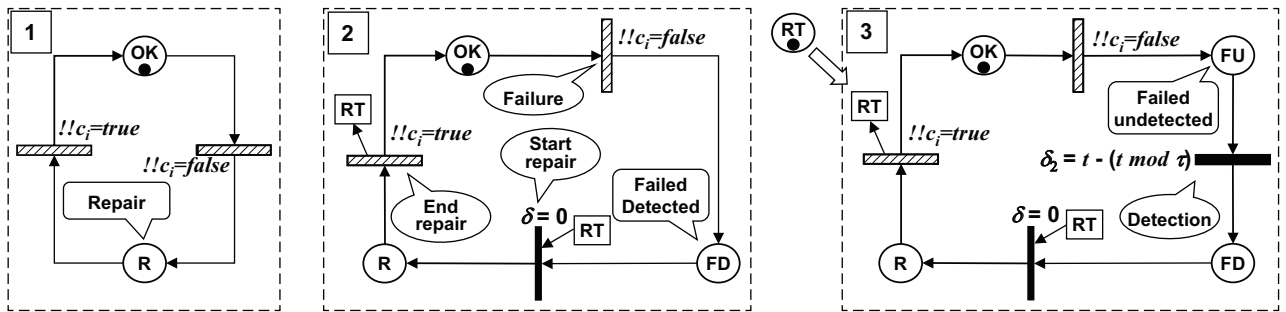 1
OK
!!ci=true
!!ci=false
Repair
R
2
OK
!!ci=false
Failure
RT
!!ci=true
Start
repair
End
repair
Failed
Detected
δ = 0
RT
R
FD
RT
3
OK
!!ci=false
FU
RT
Failed
undetected
!!ci=true
δ2 = t - (t mod τ)
δ = 0
RT
Detection
R
FD